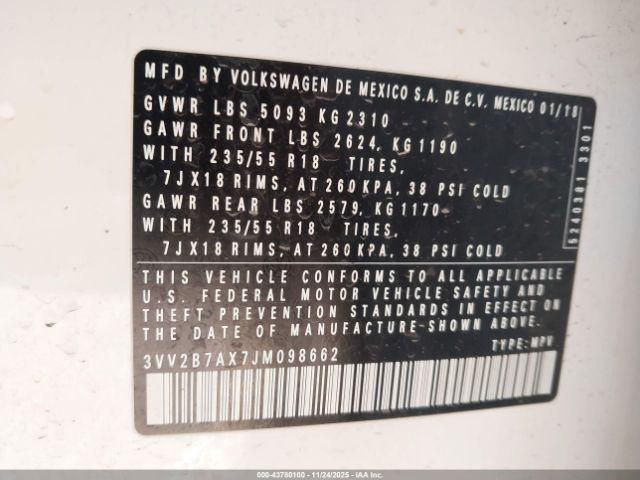 MFD BY VOLKSWAGEN DE MEXICO S.A. DE C.V. MEXICO 01/18
GVWR LBS 5093 KG 2310
GAWR FRONT LBS 2624, KG 1190
WITH 235/55 R18 TIRES,
7JX18 RIMS, AT 260 KPA, 38 PSI COLD
GAWR REAR LBS 2579, KG 1170
WITH 235/55 R18 TIRES,
7JX18 RIMS, AT 260 KPA, 38 PSI COLD
5240381 3301
THIS VEHICLE CONFORMS TO ALL APPLICABLE
U.S. FEDERAL MOTOR VEHICLE SAFETY AND
THEFT PREVENTION STANDARDS IN EFFECT ON
THE DATE OF MANUFACTURE SHOWN ABOVE.
3VV2B7AX7JM098662 TYPE: MPV
000-43780100 - 11/24/2025 - IAA Inc.